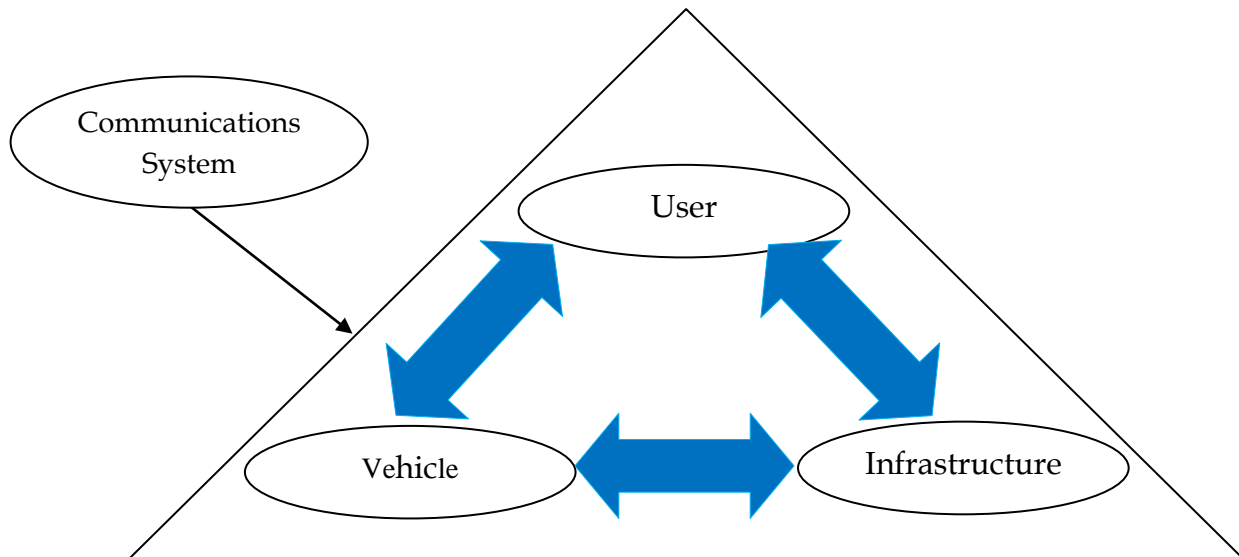 Communications
System
User
Vehicle
Infrastructure